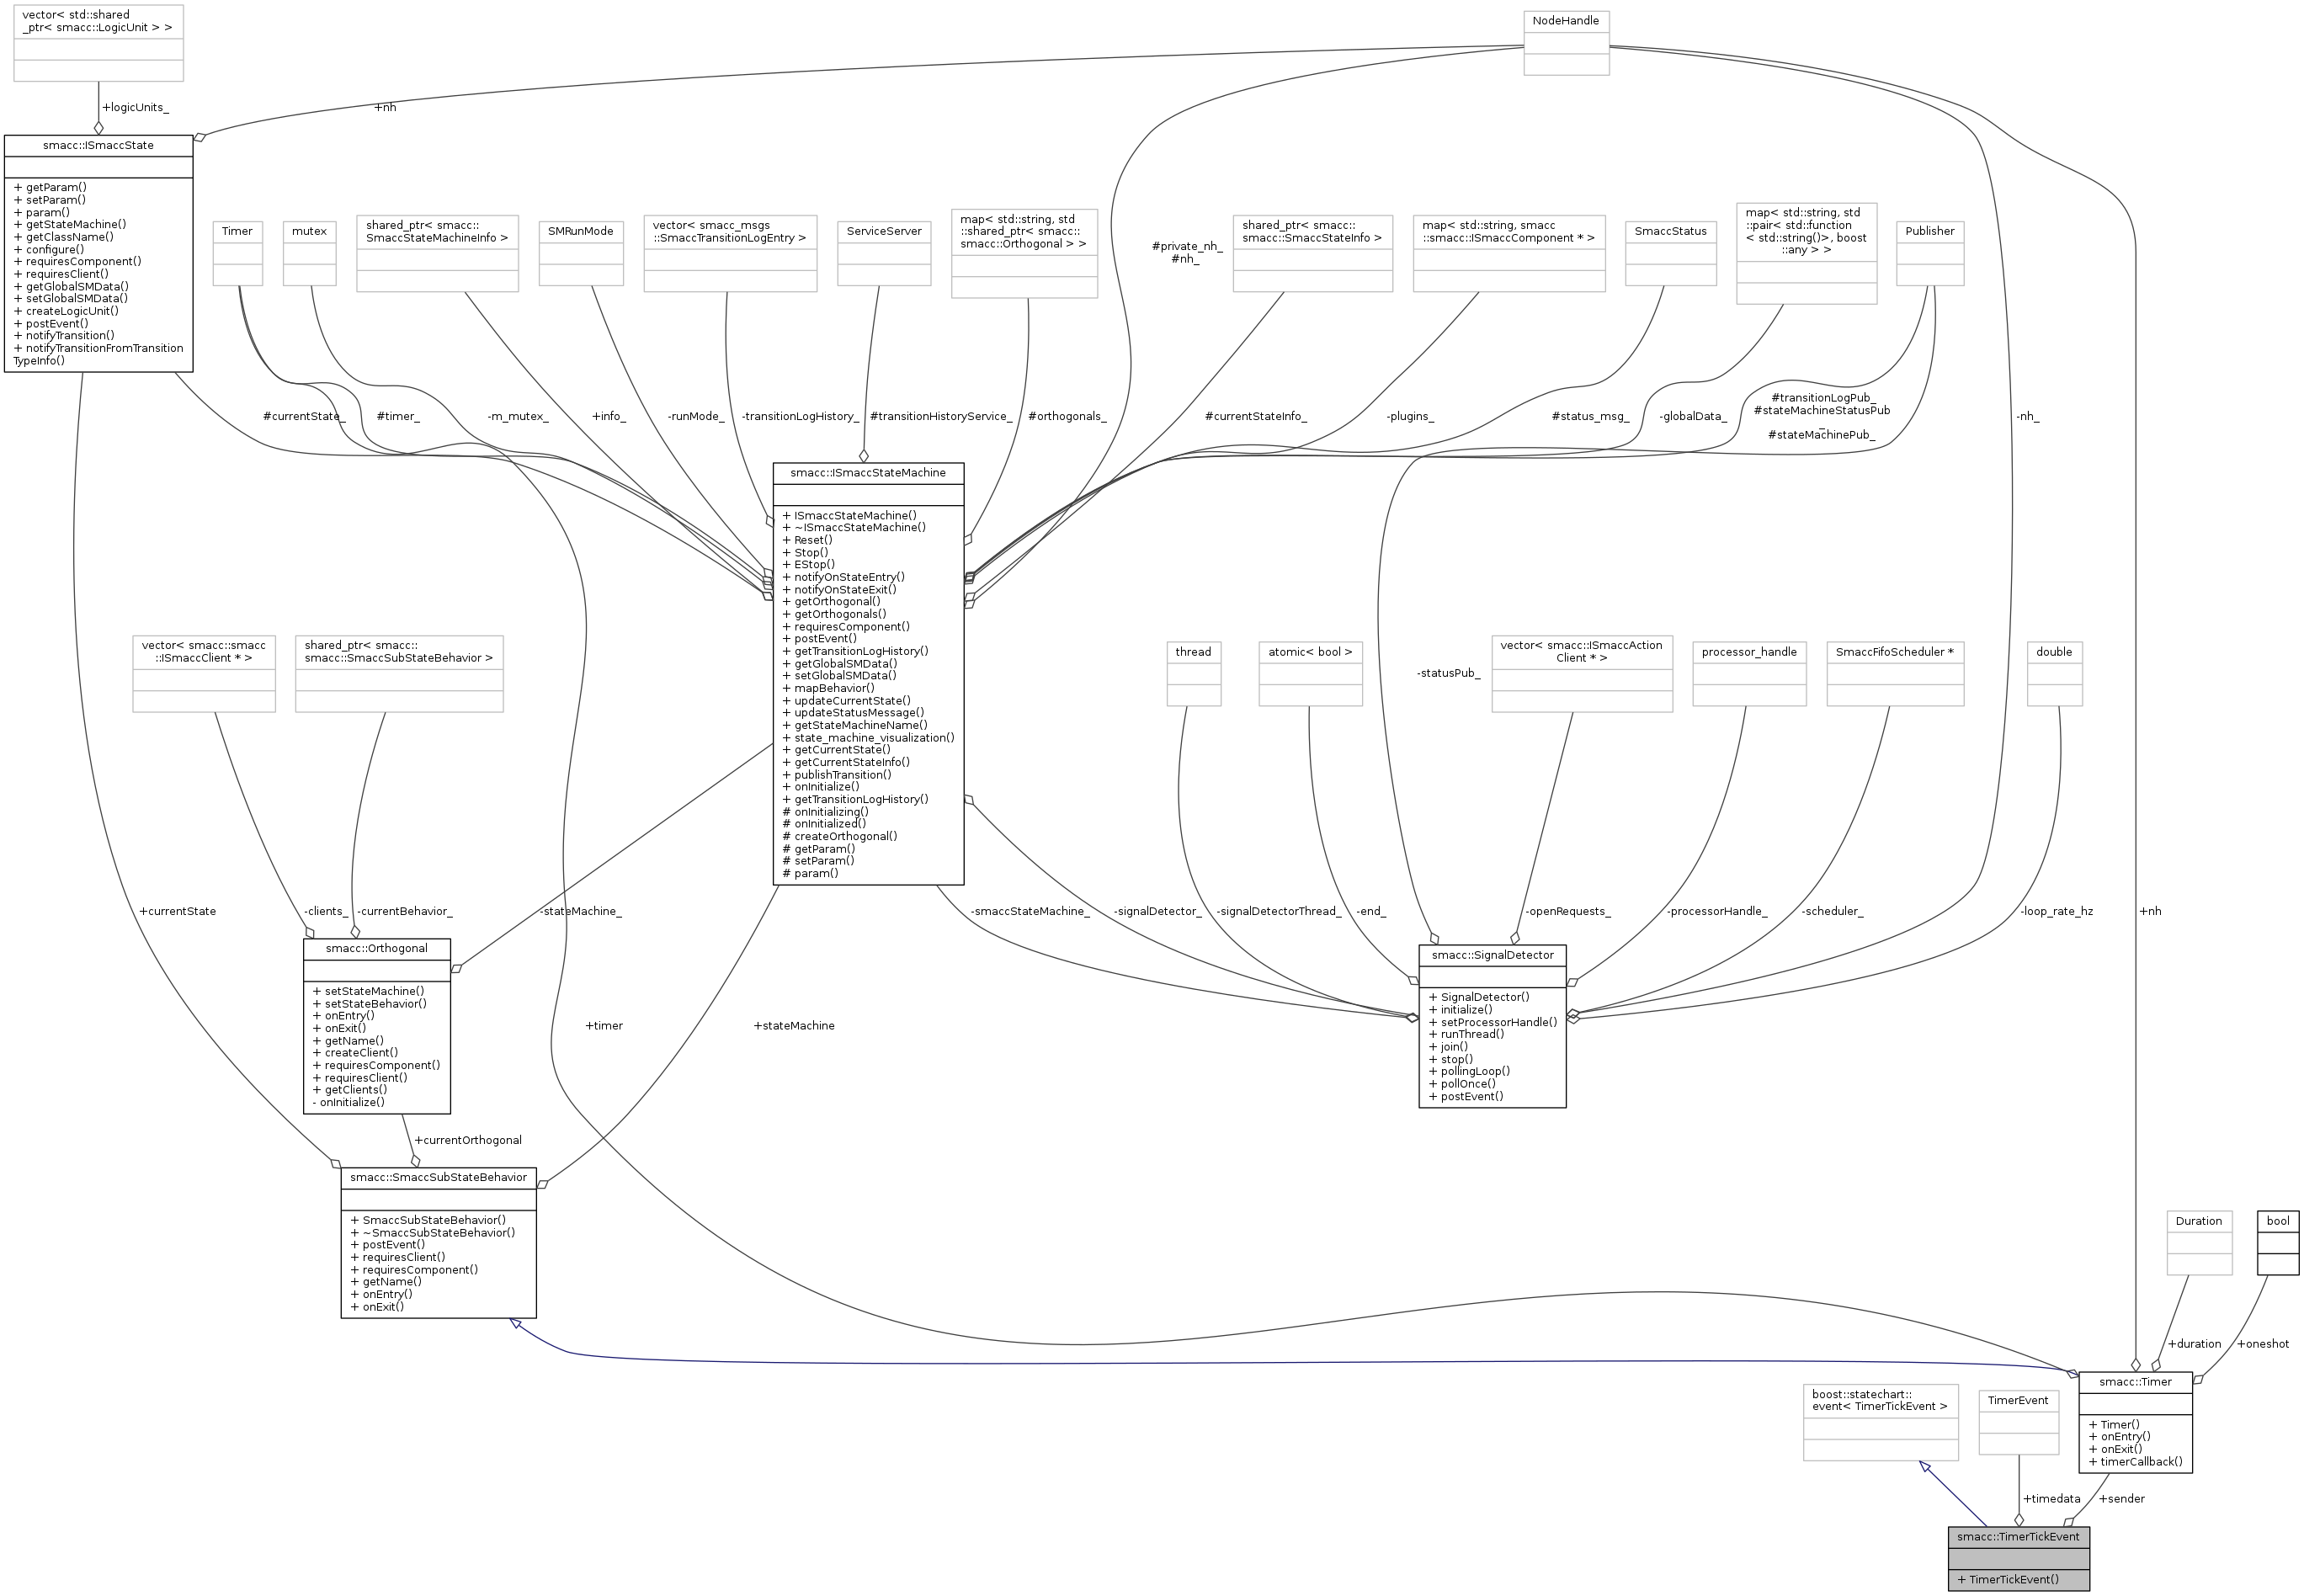 vector< std::shared
_ptr< smacc::LogicUnit > >
NodeHandle
+logicUnits_
+nh
smacc::ISmaccState
+ getParam()
+ setParam()
+ param()
+ getStateMachine()
+ getClassName()
+ configure()
+ requiresComponent()
+ requiresClient()
+ getGlobalSMData()
+ setGlobalSMData()
+ createLogicUnit()
+ postEvent()
+ notifyTransition()
+ notifyTransitionFromTransition
TypeInfo()
Timer
mutex
shared_ptr< smacc::
SmaccStateMachineInfo >
SMRunMode
vector< smacc_msgs
::SmaccTransitionLogEntry >
ServiceServer
map< std::string, std
::shared_ptr< smacc::
smacc::Orthogonal > >
#private_nh_
#nh_
shared_ptr< smacc::
smacc::SmaccStateInfo >
map< std::string, smacc
::smacc::ISmaccComponent * >
SmaccStatus
map< std::string, std
::pair< std::function
< std::string()>, boost
::any > >
Publisher
#currentState_
#timer_
-m_mutex_
+info_
-runMode_
-transitionLogHistory_
#transitionHistoryService_
#orthogonals_
#currentStateInfo_
-plugins_
#status_msg_
-globalData_
#transitionLogPub_
#stateMachineStatusPub
_
#stateMachinePub_
-nh_
smacc::ISmaccStateMachine
+ ISmaccStateMachine()
+ ~ISmaccStateMachine()
+ Reset()
+ Stop()
+ EStop()
+ notifyOnStateEntry()
+ notifyOnStateExit()
+ getOrthogonal()
+ getOrthogonals()
+ requiresComponent()
+ postEvent()
+ getTransitionLogHistory()
+ getGlobalSMData()
+ setGlobalSMData()
+ mapBehavior()
+ updateCurrentState()
+ updateStatusMessage()
+ getStateMachineName()
+ state_machine_visualization()
+ getCurrentState()
+ getCurrentStateInfo()
+ publishTransition()
+ onInitialize()
+ getTransitionLogHistory()
# onInitializing()
# onInitialized()
# createOrthogonal()
# getParam()
# setParam()
# param()
vector< smacc::smacc
::ISmaccClient * >
shared_ptr< smacc::
smacc::SmaccSubStateBehavior >
-statusPub_
thread
atomic< bool >
vector< smacc::ISmaccAction
Client * >
processor_handle
SmaccFifoScheduler *
double
+currentState
-clients_
-currentBehavior_
-stateMachine_
-smaccStateMachine_
-signalDetector_
-signalDetectorThread_
-end_
-openRequests_
-processorHandle_
-scheduler_
-loop_rate_hz
+nh
smacc::Orthogonal
+ setStateMachine()
+ setStateBehavior()
+ onEntry()
+ onExit()
+ getName()
+ createClient()
+ requiresComponent()
+ requiresClient()
+ getClients()
- onInitialize()
+timer
+stateMachine
smacc::SignalDetector
+ SignalDetector()
+ initialize()
+ setProcessorHandle()
+ runThread()
+ join()
+ stop()
+ pollingLoop()
+ pollOnce()
+ postEvent()
+currentOrthogonal
smacc::SmaccSubStateBehavior
+ SmaccSubStateBehavior()
+ ~SmaccSubStateBehavior()
+ postEvent()
+ requiresClient()
+ requiresComponent()
+ getName()
+ onEntry()
+ onExit()
Duration
bool
+duration
+oneshot
smacc::Timer
+ Timer()
+ onEntry()
+ onExit()
+ timerCallback()
boost::statechart::
event< TimerTickEvent >
TimerEvent
+timedata
+sender
smacc::TimerTickEvent
+ TimerTickEvent()